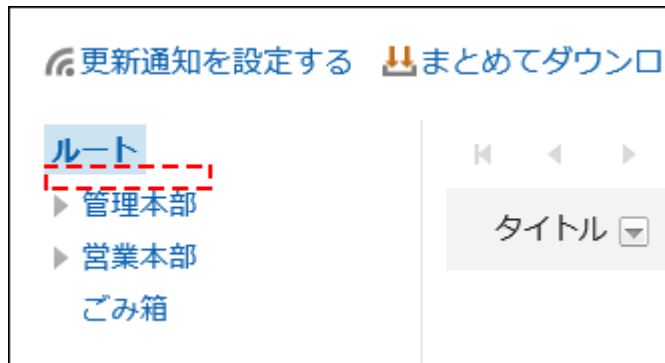 更新通知を設定する まとめてダウンロ
ルート
管理本部
営業本部
ごみ箱
タイトル